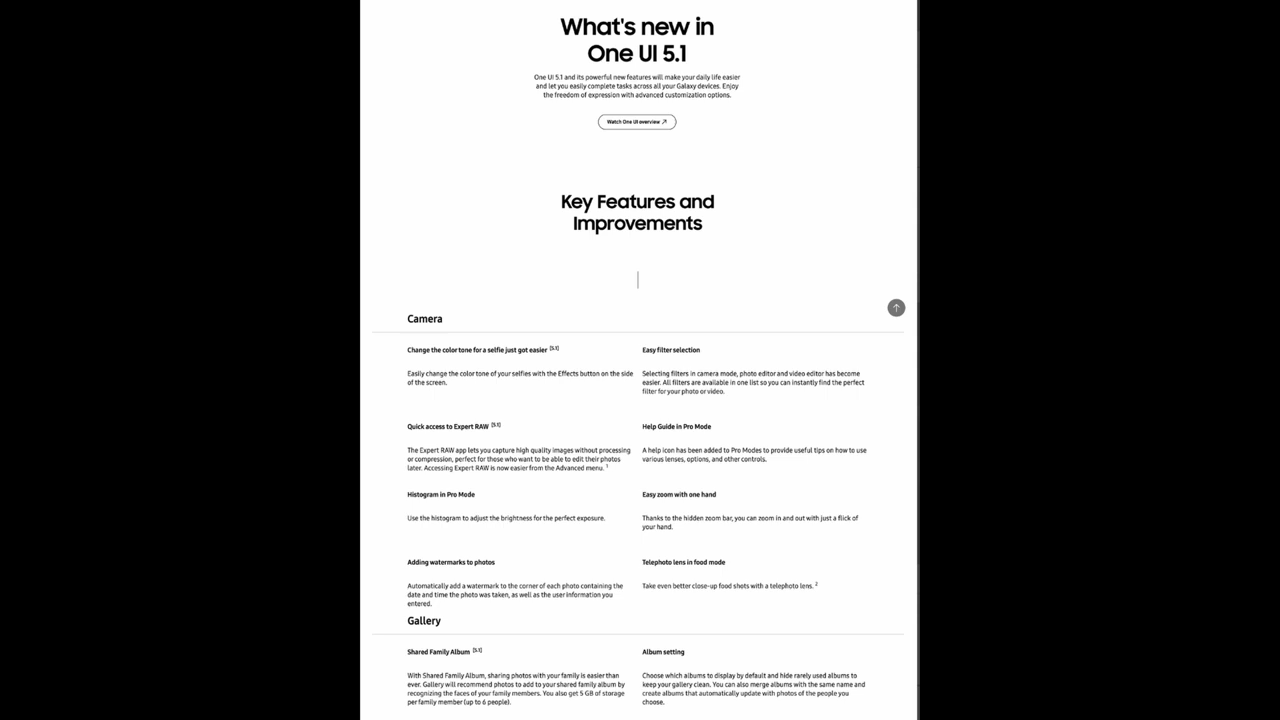 What's new in
One UI 5.1
One UI 5.1 and its powerful new features will make your daily life easier
and let you easily complete tasks across all your Galaxy devices. Enjoy
the freedom of expression with advanced customization options.
Watch One UI overview ↗
Key Features and
Improvements
Camera
Change the color tone for a selfie just got easier [5.1]
Easily change the color tone of your selfies with the Effects button on the side
of the screen.
Easy filter selection
Selecting filters in camera mode, photo editor and video editor has become
easier. All filters are available in one list so you can instantly find the perfect
filter for your photo or video.
Quick access to Expert RAW [5.1]
The Expert RAW app lets you capture high quality images without processing
or compression, perfect for those who want to be able to edit their photos
later. Accessing Expert RAW is now easier from the Advanced menu. 1
Help Guide in Pro Mode
A help icon has been added to Pro Modes to provide useful tips on how to use
various lenses, options, and other controls.
Histogram in Pro Mode
Use the histogram to adjust the brightness for the perfect exposure.
Easy zoom with one hand
Thanks to the hidden zoom bar, you can zoom in and out with just a flick of
your hand.
Adding watermarks to photos
Automatically add a watermark to the corner of each photo containing the
date and time the photo was taken, as well as the user information you
entered.
Telephoto lens in food mode
Take even better close-up food shots with a telephoto lens. 2
Gallery
Shared Family Album [5.1]
With Shared Family Album, sharing photos with your family is easier than
ever. Gallery will recommend photos to add to your shared family album by
recognizing the faces of your family members. You also get 5 GB of storage
per family member (up to 6 people).
Album setting
Choose which albums to display by default and hide rarely used albums to
keep your gallery clean. You can also merge albums with the same name and
create albums that automatically update with photos of the people you
choose.